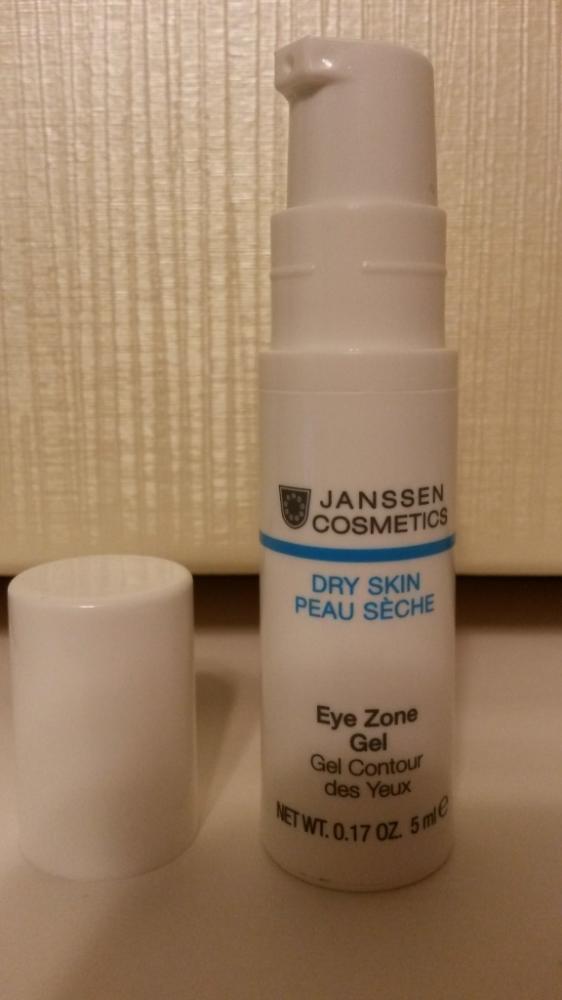 JANSSEN
COSMETICS
DRY SKIN
PEAU SÈCHE
Eye Zone
Gel
Gel Contour
des Yeux
NET WT. 0.17 OZ. 5 ml ℮